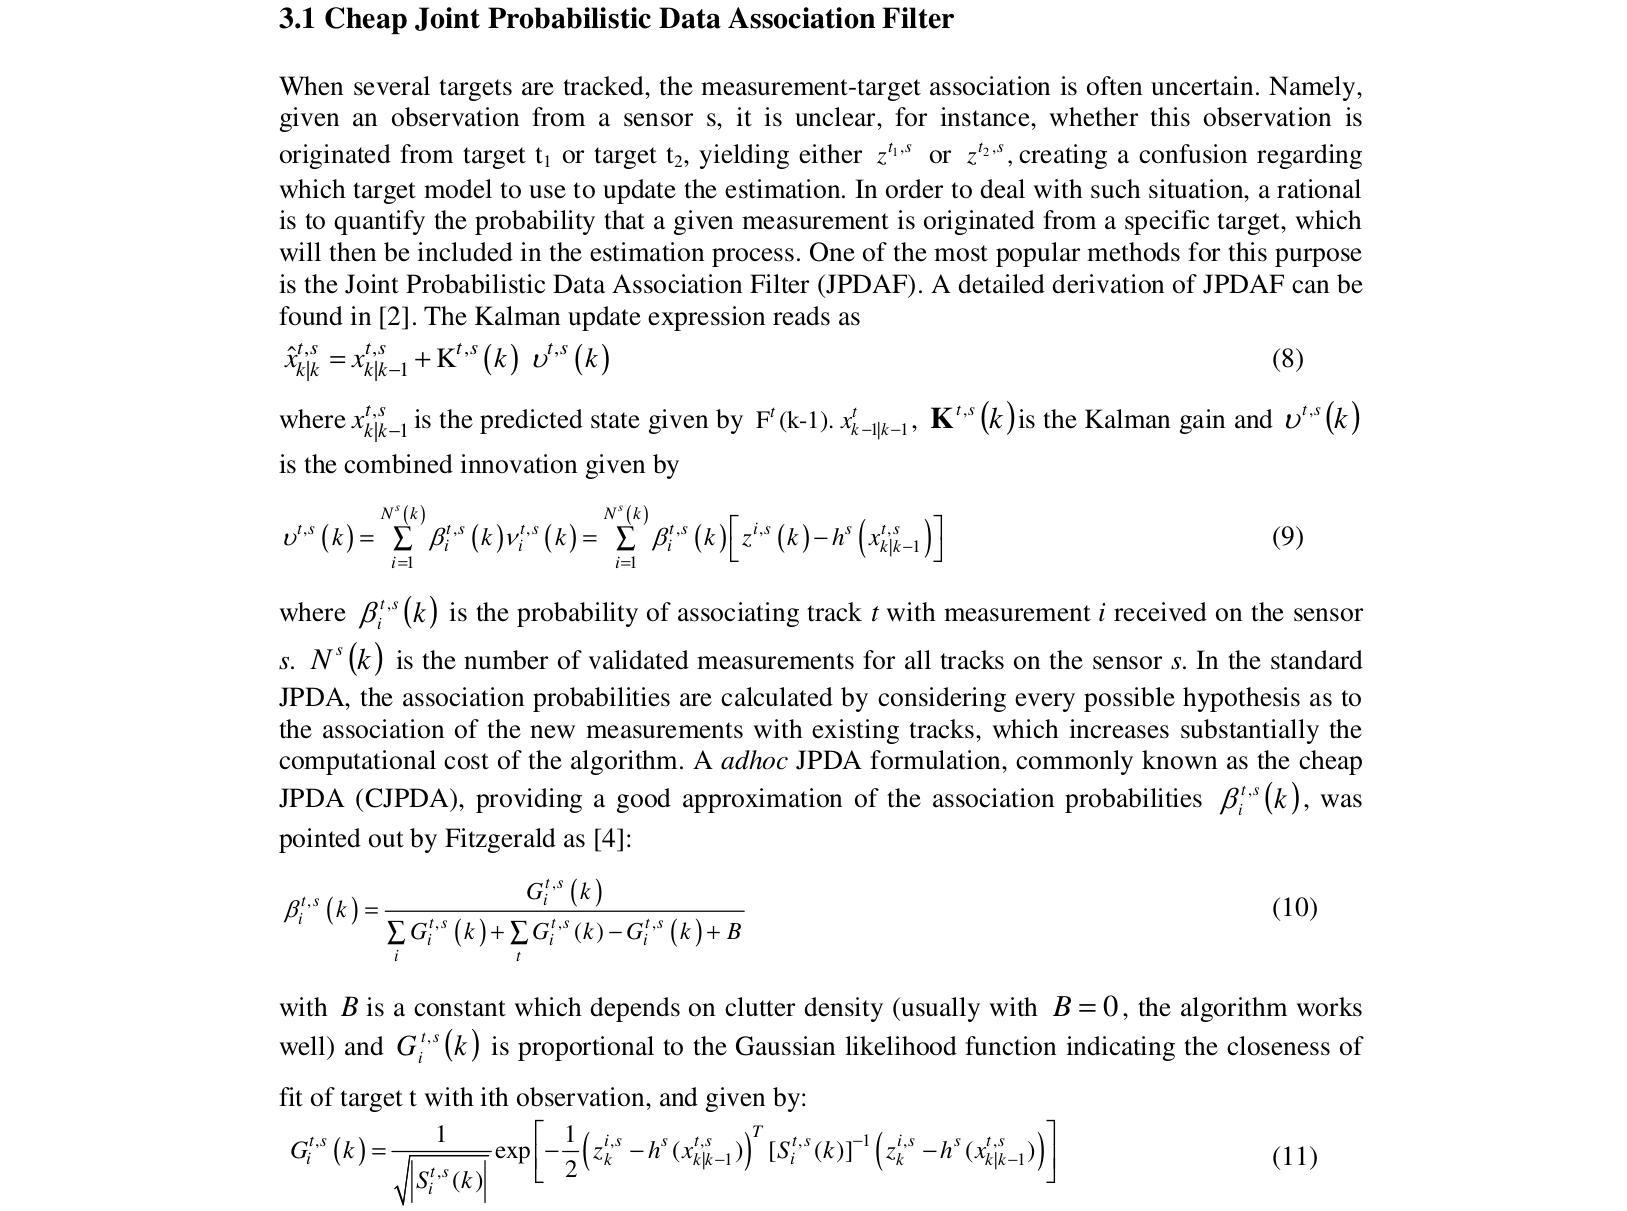 3.1 Cheap Joint Probabilistic Data Association Filter
When several targets are tracked, the measurement-target association is often uncertain. Namely,
given an observation from a sensor s, it is unclear, for instance, whether this observation is
originated from target t₁ or target t₂, yielding either $z^{t_1,s}$ or $z^{t_2,s}$, creating a confusion regarding
which target model to use to update the estimation. In order to deal with such situation, a rational
is to quantify the probability that a given measurement is originated from a specific target, which
will then be included in the estimation process. One of the most popular methods for this purpose
is the Joint Probabilistic Data Association Filter (JPDAF). A detailed derivation of JPDAF can be
found in [2]. The Kalman update expression reads as
$\hat{x}_{k|k}^{t,s} = x_{k|k-1}^{t,s} + \mathrm{K}^{t,s}(k)\ \upsilon^{t,s}(k)$ (8)
where $x_{k|k-1}^{t,s}$ is the predicted state given by $\mathrm{F}^{t}$(k-1). $x_{k-1|k-1}^{t}$, $\mathbf{K}^{t,s}(k)$ is the Kalman gain and $\upsilon^{t,s}(k)$
is the combined innovation given by
$\upsilon^{t,s}(k) = \sum_{i=1}^{N^s(k)} \beta_i^{t,s}(k) \nu_i^{t,s}(k) = \sum_{i=1}^{N^s(k)} \beta_i^{t,s}(k) \left[ z^{i,s}(k) - h^s\left(x_{k|k-1}^{t,s}\right) \right]$ (9)
where $\beta_i^{t,s}(k)$ is the probability of associating track t with measurement i received on the sensor
s. $N^s(k)$ is the number of validated measurements for all tracks on the sensor s. In the standard
JPDA, the association probabilities are calculated by considering every possible hypothesis as to
the association of the new measurements with existing tracks, which increases substantially the
computational cost of the algorithm. A adhoc JPDA formulation, commonly known as the cheap
JPDA (CJPDA), providing a good approximation of the association probabilities $\beta_i^{t,s}(k)$, was
pointed out by Fitzgerald as [4]:
$\beta_i^{t,s}(k) = \frac{G_i^{t,s}(k)}{\sum_i G_i^{t,s}(k) + \sum_t G_i^{t,s}(k) - G_i^{t,s}(k) + B}$ (10)
with $B$ is a constant which depends on clutter density (usually with $B = 0$, the algorithm works
well) and $G_i^{t,s}(k)$ is proportional to the Gaussian likelihood function indicating the closeness of
fit of target t with ith observation, and given by:
$G_i^{t,s}(k) = \frac{1}{\sqrt{\left|S_i^{t,s}(k)\right|}} \exp\left[ -\frac{1}{2} \left( z_k^{i,s} - h^s(x_{k|k-1}^{t,s}) \right)^T [S_i^{t,s}(k)]^{-1} \left( z_k^{i,s} - h^s(x_{k|k-1}^{t,s}) \right) \right]$ (11)